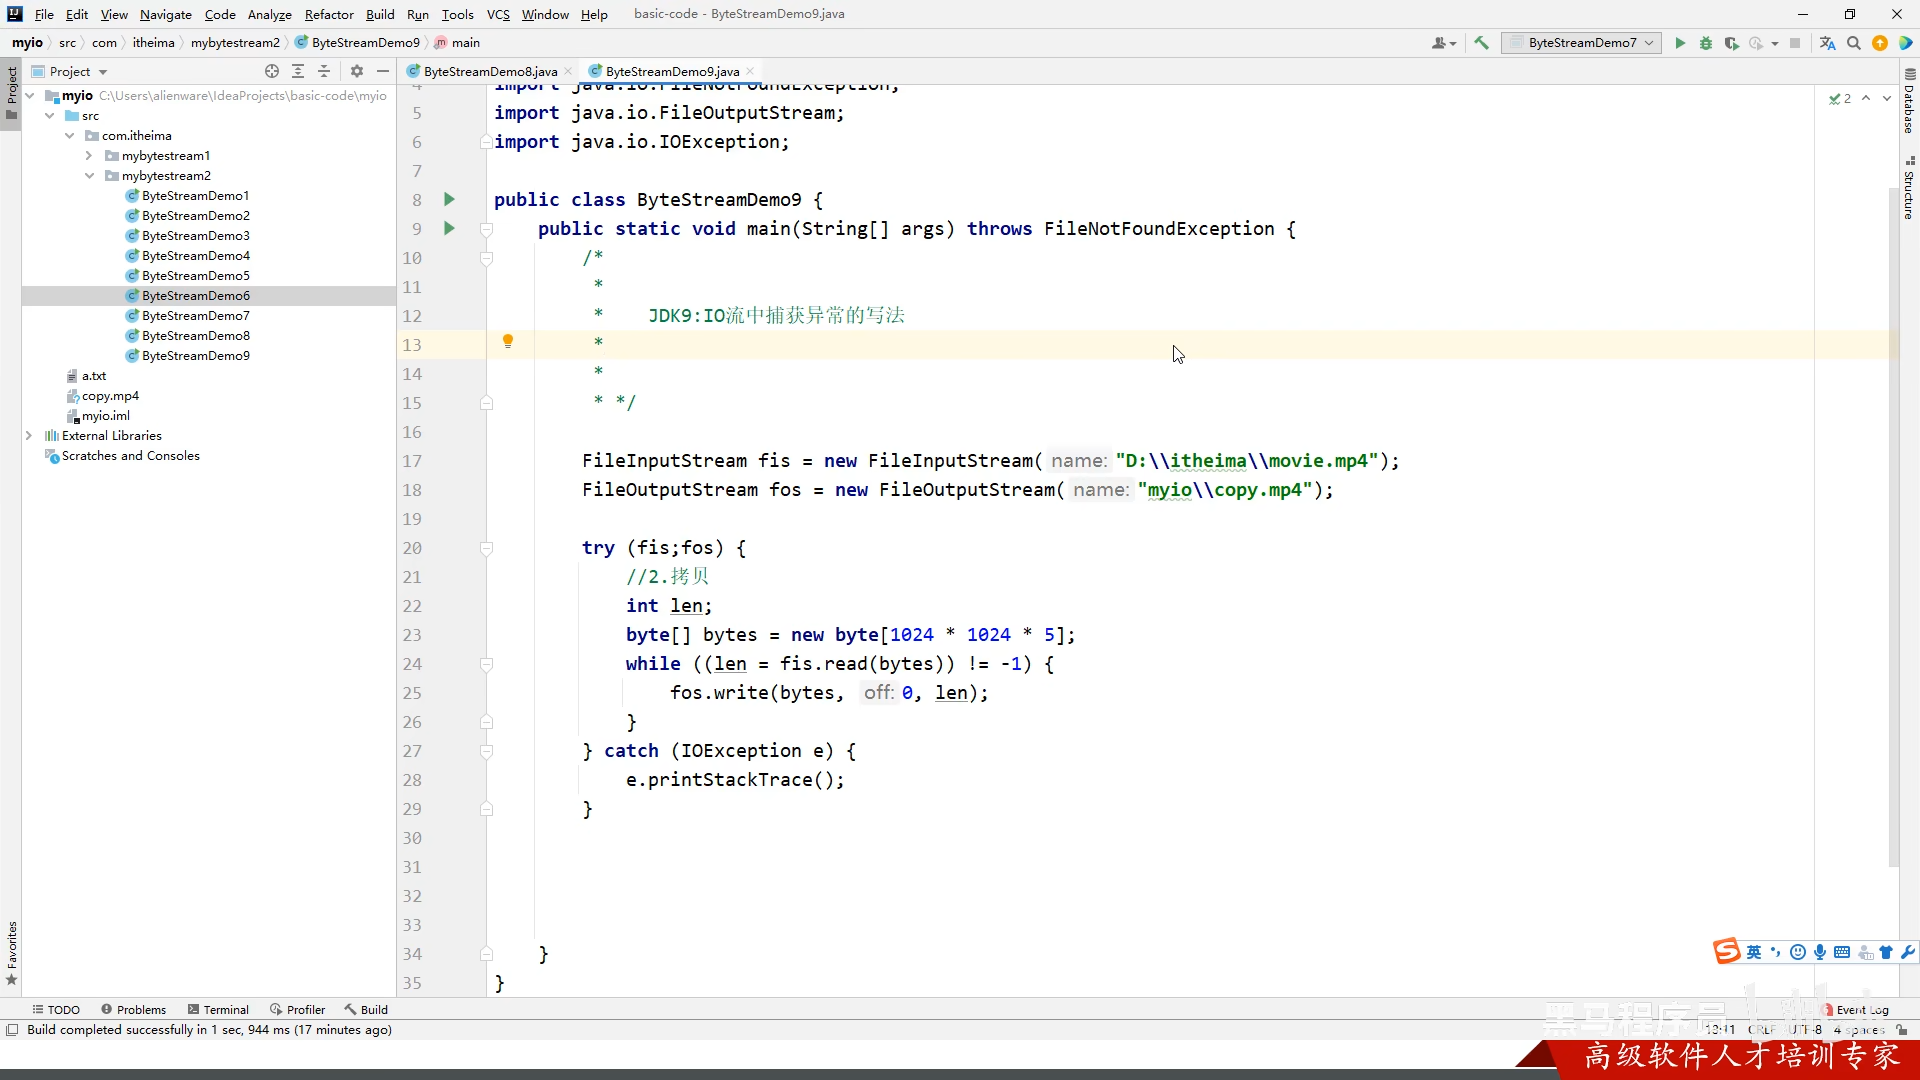 File Edit View Navigate Code Analyze Refactor Build Run Tools VCS Window Help basic-code - ByteStreamDemo9.java
myio src com itheima mybytestream2 ByteStreamDemo9 main ByteStreamDemo7
Project
ByteStreamDemo8.java ByteStreamDemo9.java
myio C:\Users\alienware\IdeaProjects\basic-code\myio
src
com.itheima
mybytestream1
mybytestream2
ByteStreamDemo1
ByteStreamDemo2
ByteStreamDemo3
ByteStreamDemo4
ByteStreamDemo5
ByteStreamDemo6
ByteStreamDemo7
ByteStreamDemo8
ByteStreamDemo9
a.txt
copy.mp4
myio.iml
External Libraries
Scratches and Consoles
Project
Favorites
4 import java.io.FileNotFoundException;
5 import java.io.FileOutputStream;
6 import java.io.IOException;
7
8 public class ByteStreamDemo9 {
9 public static void main(String[] args) throws FileNotFoundException {
10 /*
11 *
12 * JDK9:IO流中捕获异常的写法
13 *
14 *
15 * */
16
17 FileInputStream fis = new FileInputStream( name: "D:\\itheima\\movie.mp4");
18 FileOutputStream fos = new FileOutputStream( name: "myio\\copy.mp4");
19
20 try (fis;fos) {
21 //2.拷贝
22 int len;
23 byte[] bytes = new byte[1024 * 1024 * 5];
24 while ((len = fis.read(bytes)) != -1) {
25 fos.write(bytes, off: 0, len);
26 }
27 } catch (IOException e) {
28 e.printStackTrace();
29 }
30
31
32
33
34 }
35 }
2
Database
Structure
英
TODO Problems Terminal Profiler Build Event Log
Build completed successfully in 1 sec, 944 ms (17 minutes ago) 13:11 CRLF UTF-8 4 spaces
黑马程序员
高级软件人才培训专家